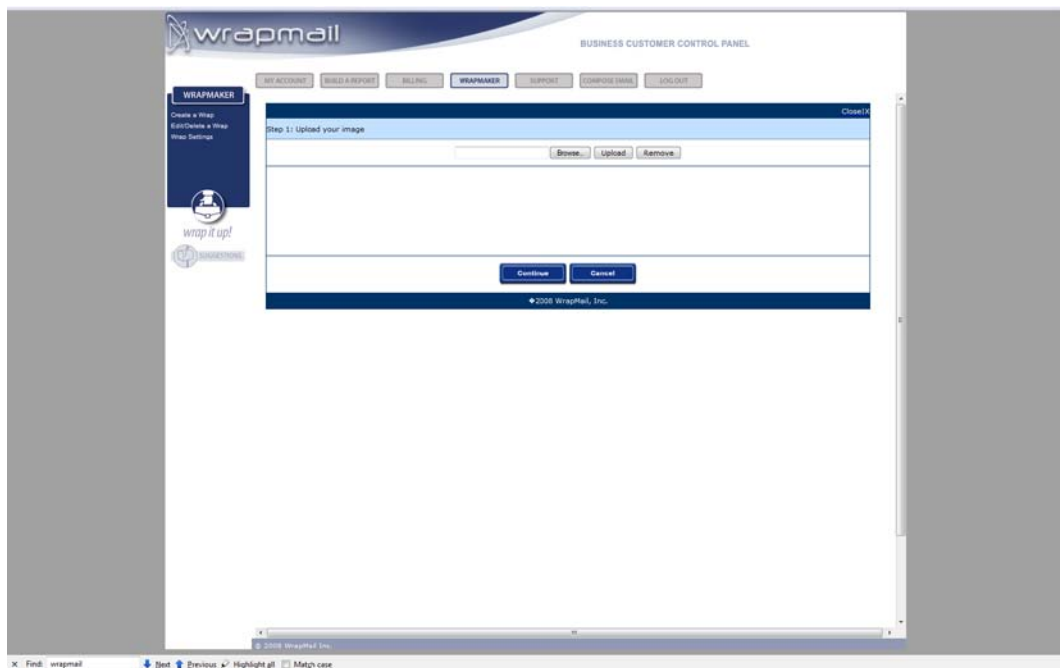 wrapmail
BUSINESS CUSTOMER CONTROL PANEL
MY ACCOUNT BUILD A REPORT BILLING WRAPMAKER SUPPORT COMPOSE EMAIL LOG OUT
WRAPMAKER
Create a Wrap
Edit/Delete a Wrap
Wrap Settings
wrap it up!
SUGGESTIONS
Close|X
Step 1: Upload your image
Browse... Upload Remove
Continue Cancel
�2008 WrapMail, Inc.
© 2008 WrapMail Inc.
X Find: wrapmail Next Previous Highlight all Match case